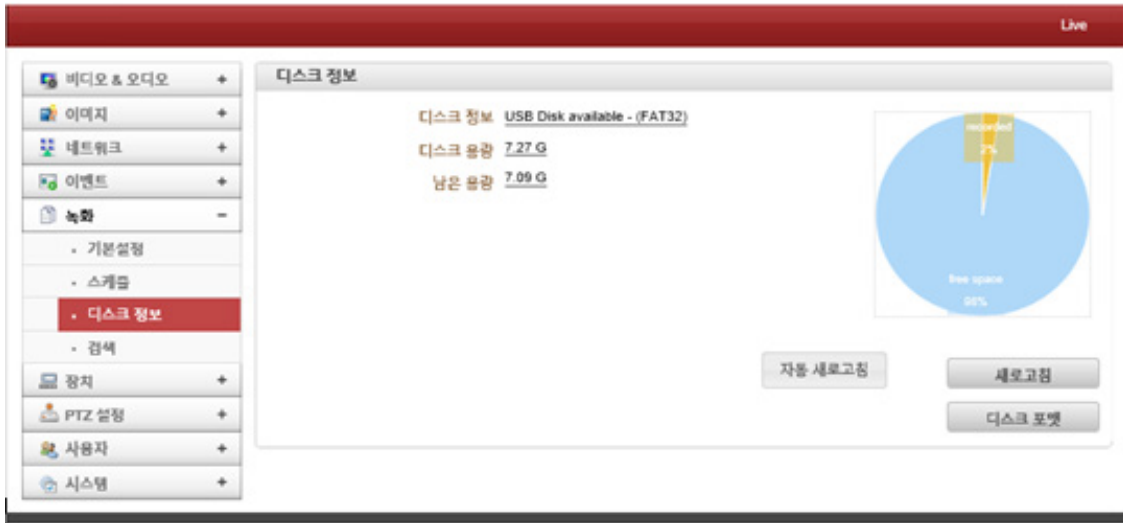 Live
비디오 & 오디오 +
이미지 +
네트워크 +
이벤트 +
녹화 -
기본설정
스케쥴
디스크 정보
검색
장치 +
PTZ 설정 +
사용자 +
시스템 +
디스크 정보
디스크 정보 USB Disk available - (FAT32)
디스크 용량 7.27 G
남은 용량 7.09 G
recorded
2%
free space
98%
자동 새로고침
새로고침
디스크 포맷